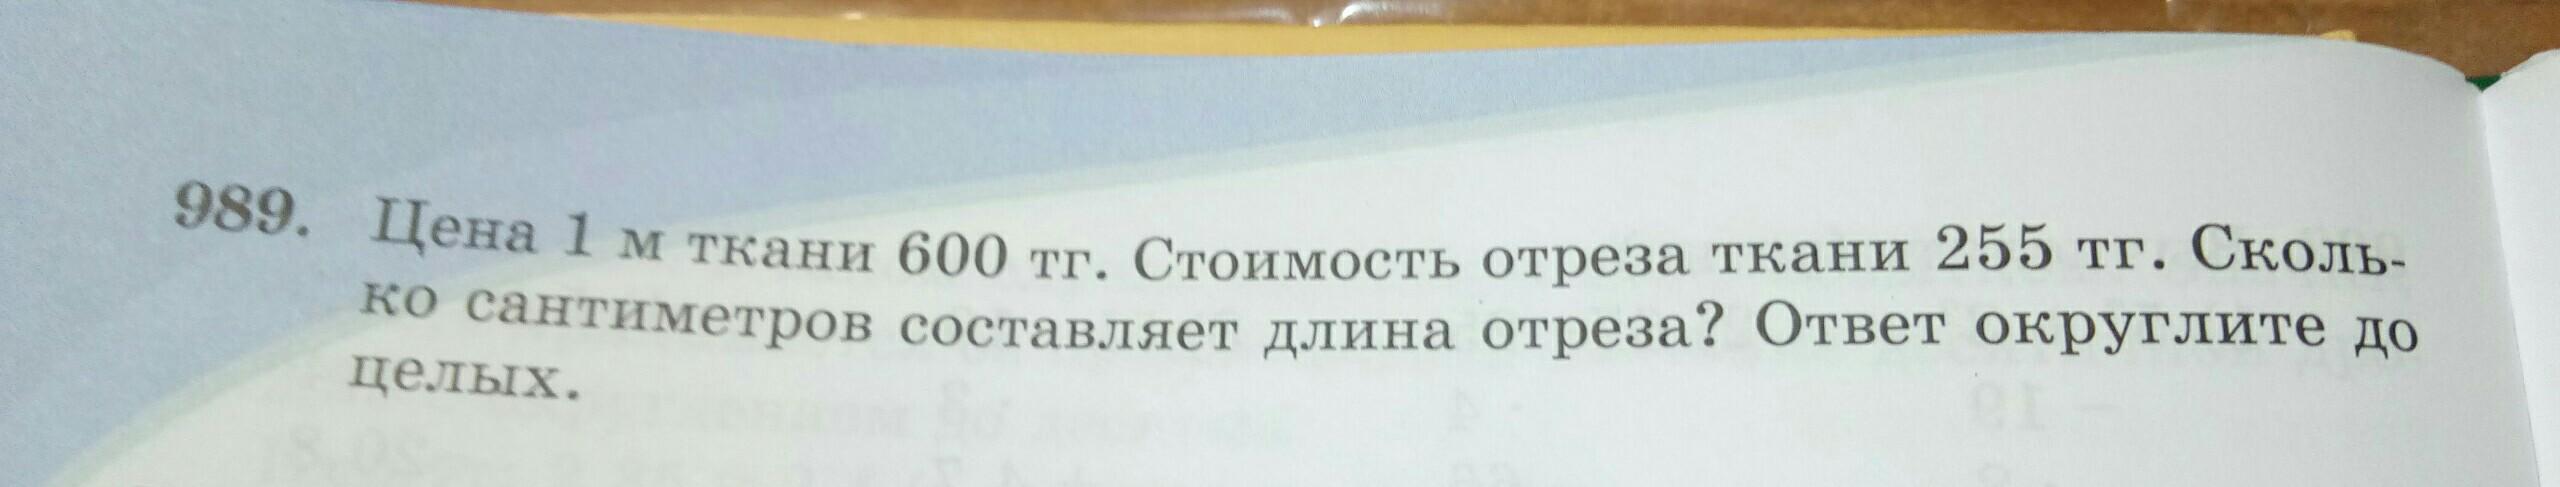 989. Цена 1 м ткани 600 тг. Стоимость отреза ткани 255 тг. Сколь-
ко сантиметров составляет длина отреза? Ответ округлите до
целых.